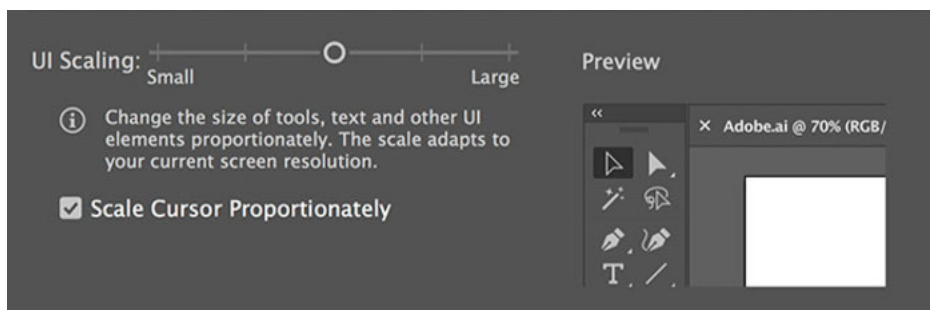 UI Scaling:
Small
Large
Change the size of tools, text and other UI
elements proportionately. The scale adapts to
your current screen resolution.
Scale Cursor Proportionately
Preview
Adobe.ai @ 70% (RGB/